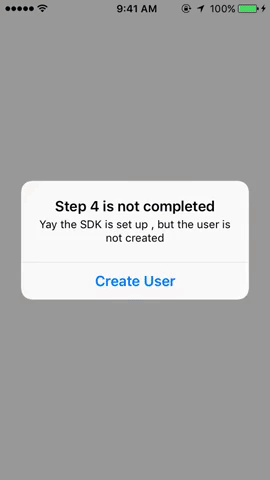 9:41 AM 100%
Step 4 is not completed
Yay the SDK is set up , but the user is
not created
Create User